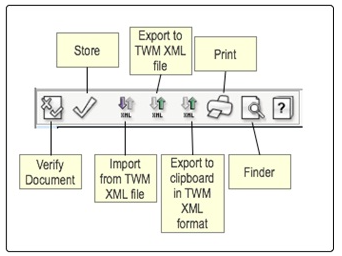 Export to
TWM XML
file
Store
Print
XML
XML
XML
?
Verify
Document
Import
from TWM
XML file
Export to
clipboard
in TWM
XML
format
Finder